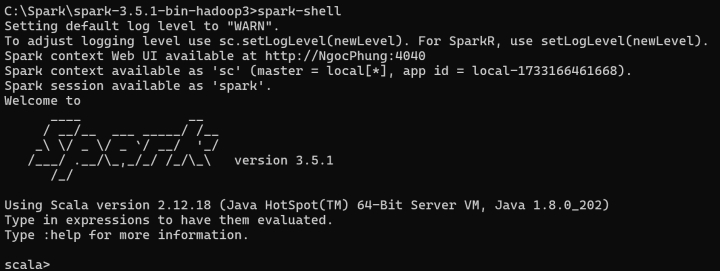 C:\Spark\spark-3.5.1-bin-hadoop3>spark-shell
Setting default log level to "WARN".
To adjust logging level use sc.setLogLevel(newLevel). For SparkR, use setLogLevel(newLevel).
Spark context Web UI available at http://NgocPhung:4040
Spark context available as 'sc' (master = local[*], app id = local-1733166461668).
Spark session available as 'spark'.
Welcome to
      ____              __
     / __/__  ___ _____/ /__
    _\ \/ _ \/ _ `/ __/  '_/
   /___/ .__/\_,_/_/ /_/\_\   version 3.5.1
      /_/
Using Scala version 2.12.18 (Java HotSpot(TM) 64-Bit Server VM, Java 1.8.0_202)
Type in expressions to have them evaluated.
Type :help for more information.
scala>